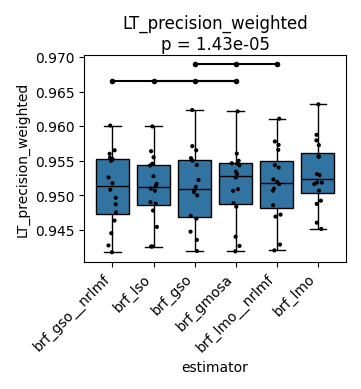 LT_precision_weighted
p = 1.43e-05
LT_precision_weighted
0.970
0.965
0.960
0.955
0.950
0.945
brf_gso__nrlmf
brf_lso
brf_gso
brf_gmosa
brf_lmo__nrlmf
brf_lmo
estimator